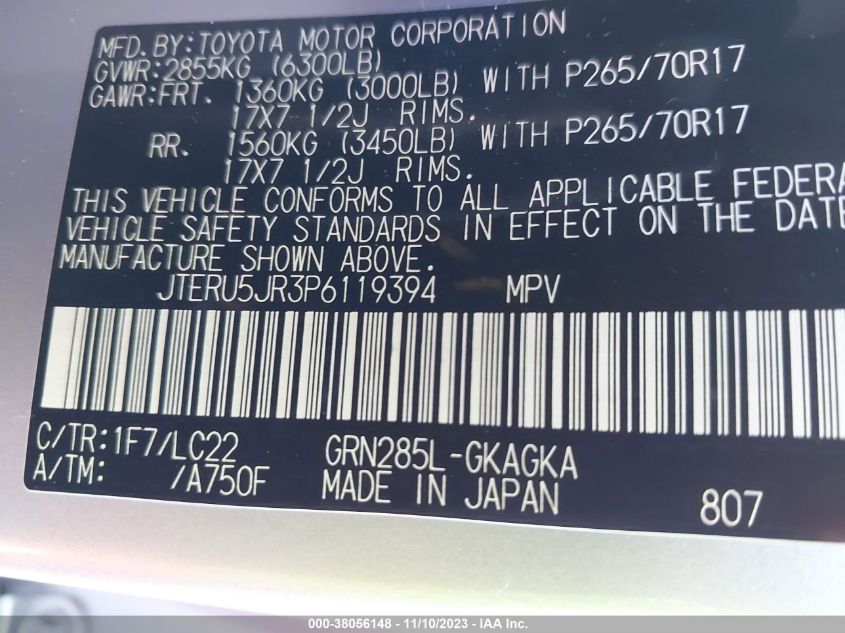 MFD. BY:TOYOTA MOTOR CORPORATION
GVWR:2855KG (6300LB)
GAWR:FRT. 1360KG (3000LB) WITH P265/70R17
17X7 1/2J RIMS.
RR. 1560KG (3450LB) WITH P265/70R17
17X7 1/2J RIMS.
THIS VEHICLE CONFORMS TO ALL APPLICABLE FEDERA
VEHICLE SAFETY STANDARDS IN EFFECT ON THE DATE
MANUFACTURE SHOWN ABOVE.
JTERU5JR3P6119394 MPV
C/TR:1F7/LC22 GRN285L-GKAGKA
A/TM: /A750F MADE IN JAPAN 807
000-38056148 - 11/10/2023 - IAA Inc.